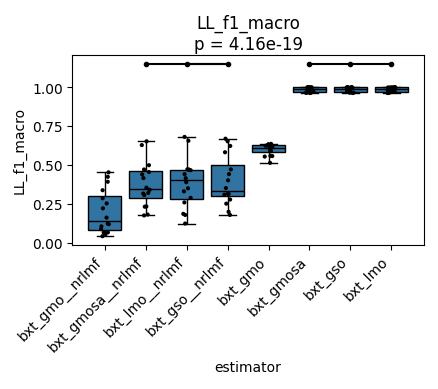 LL_f1_macro
p = 4.16e-19
LL_f1_macro
1.00
0.75
0.50
0.25
0.00
bxt_gmo__nrlmf
bxt_gmosa__nrlmf
bxt_lmo__nrlmf
bxt_gso__nrlmf
bxt_gmo
bxt_gmosa
bxt_gso
bxt_lmo
estimator